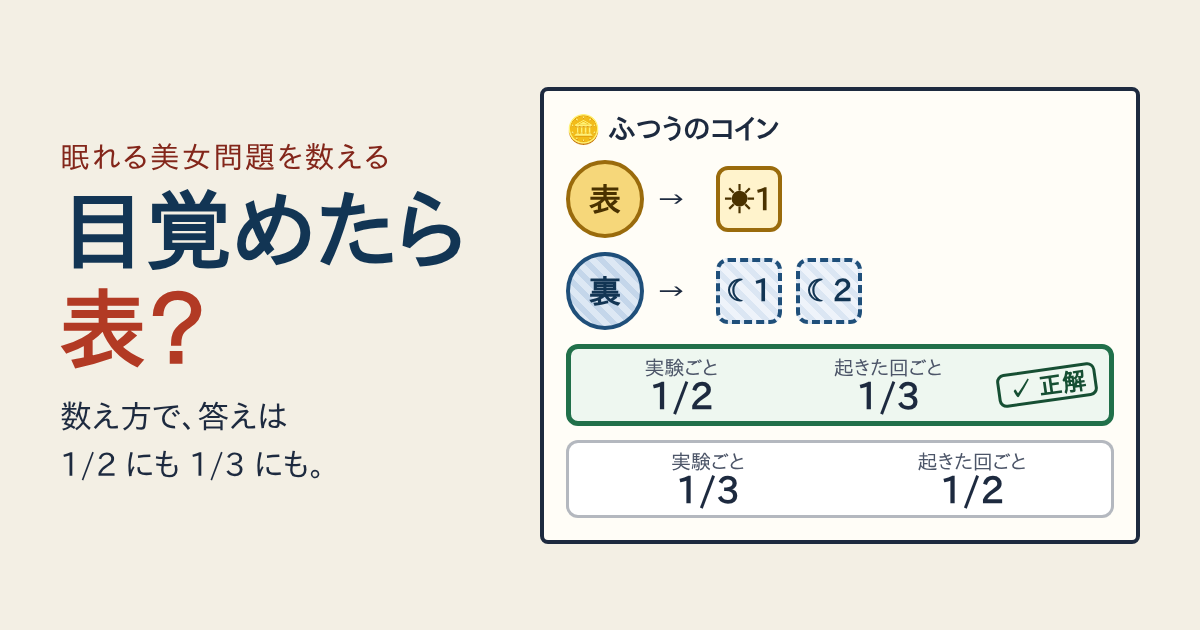 眠れる美女問題を数える
目覚めたら
表?
数え方で、答えは
1/2 にも 1/3 にも。
ふつうのコイン
表 → ☀1
裏 → ☾1 ☾2
実験ごと 起きた回ごと
1/2 1/3 ✓ 正解
実験ごと 起きた回ごと
1/3 1/2